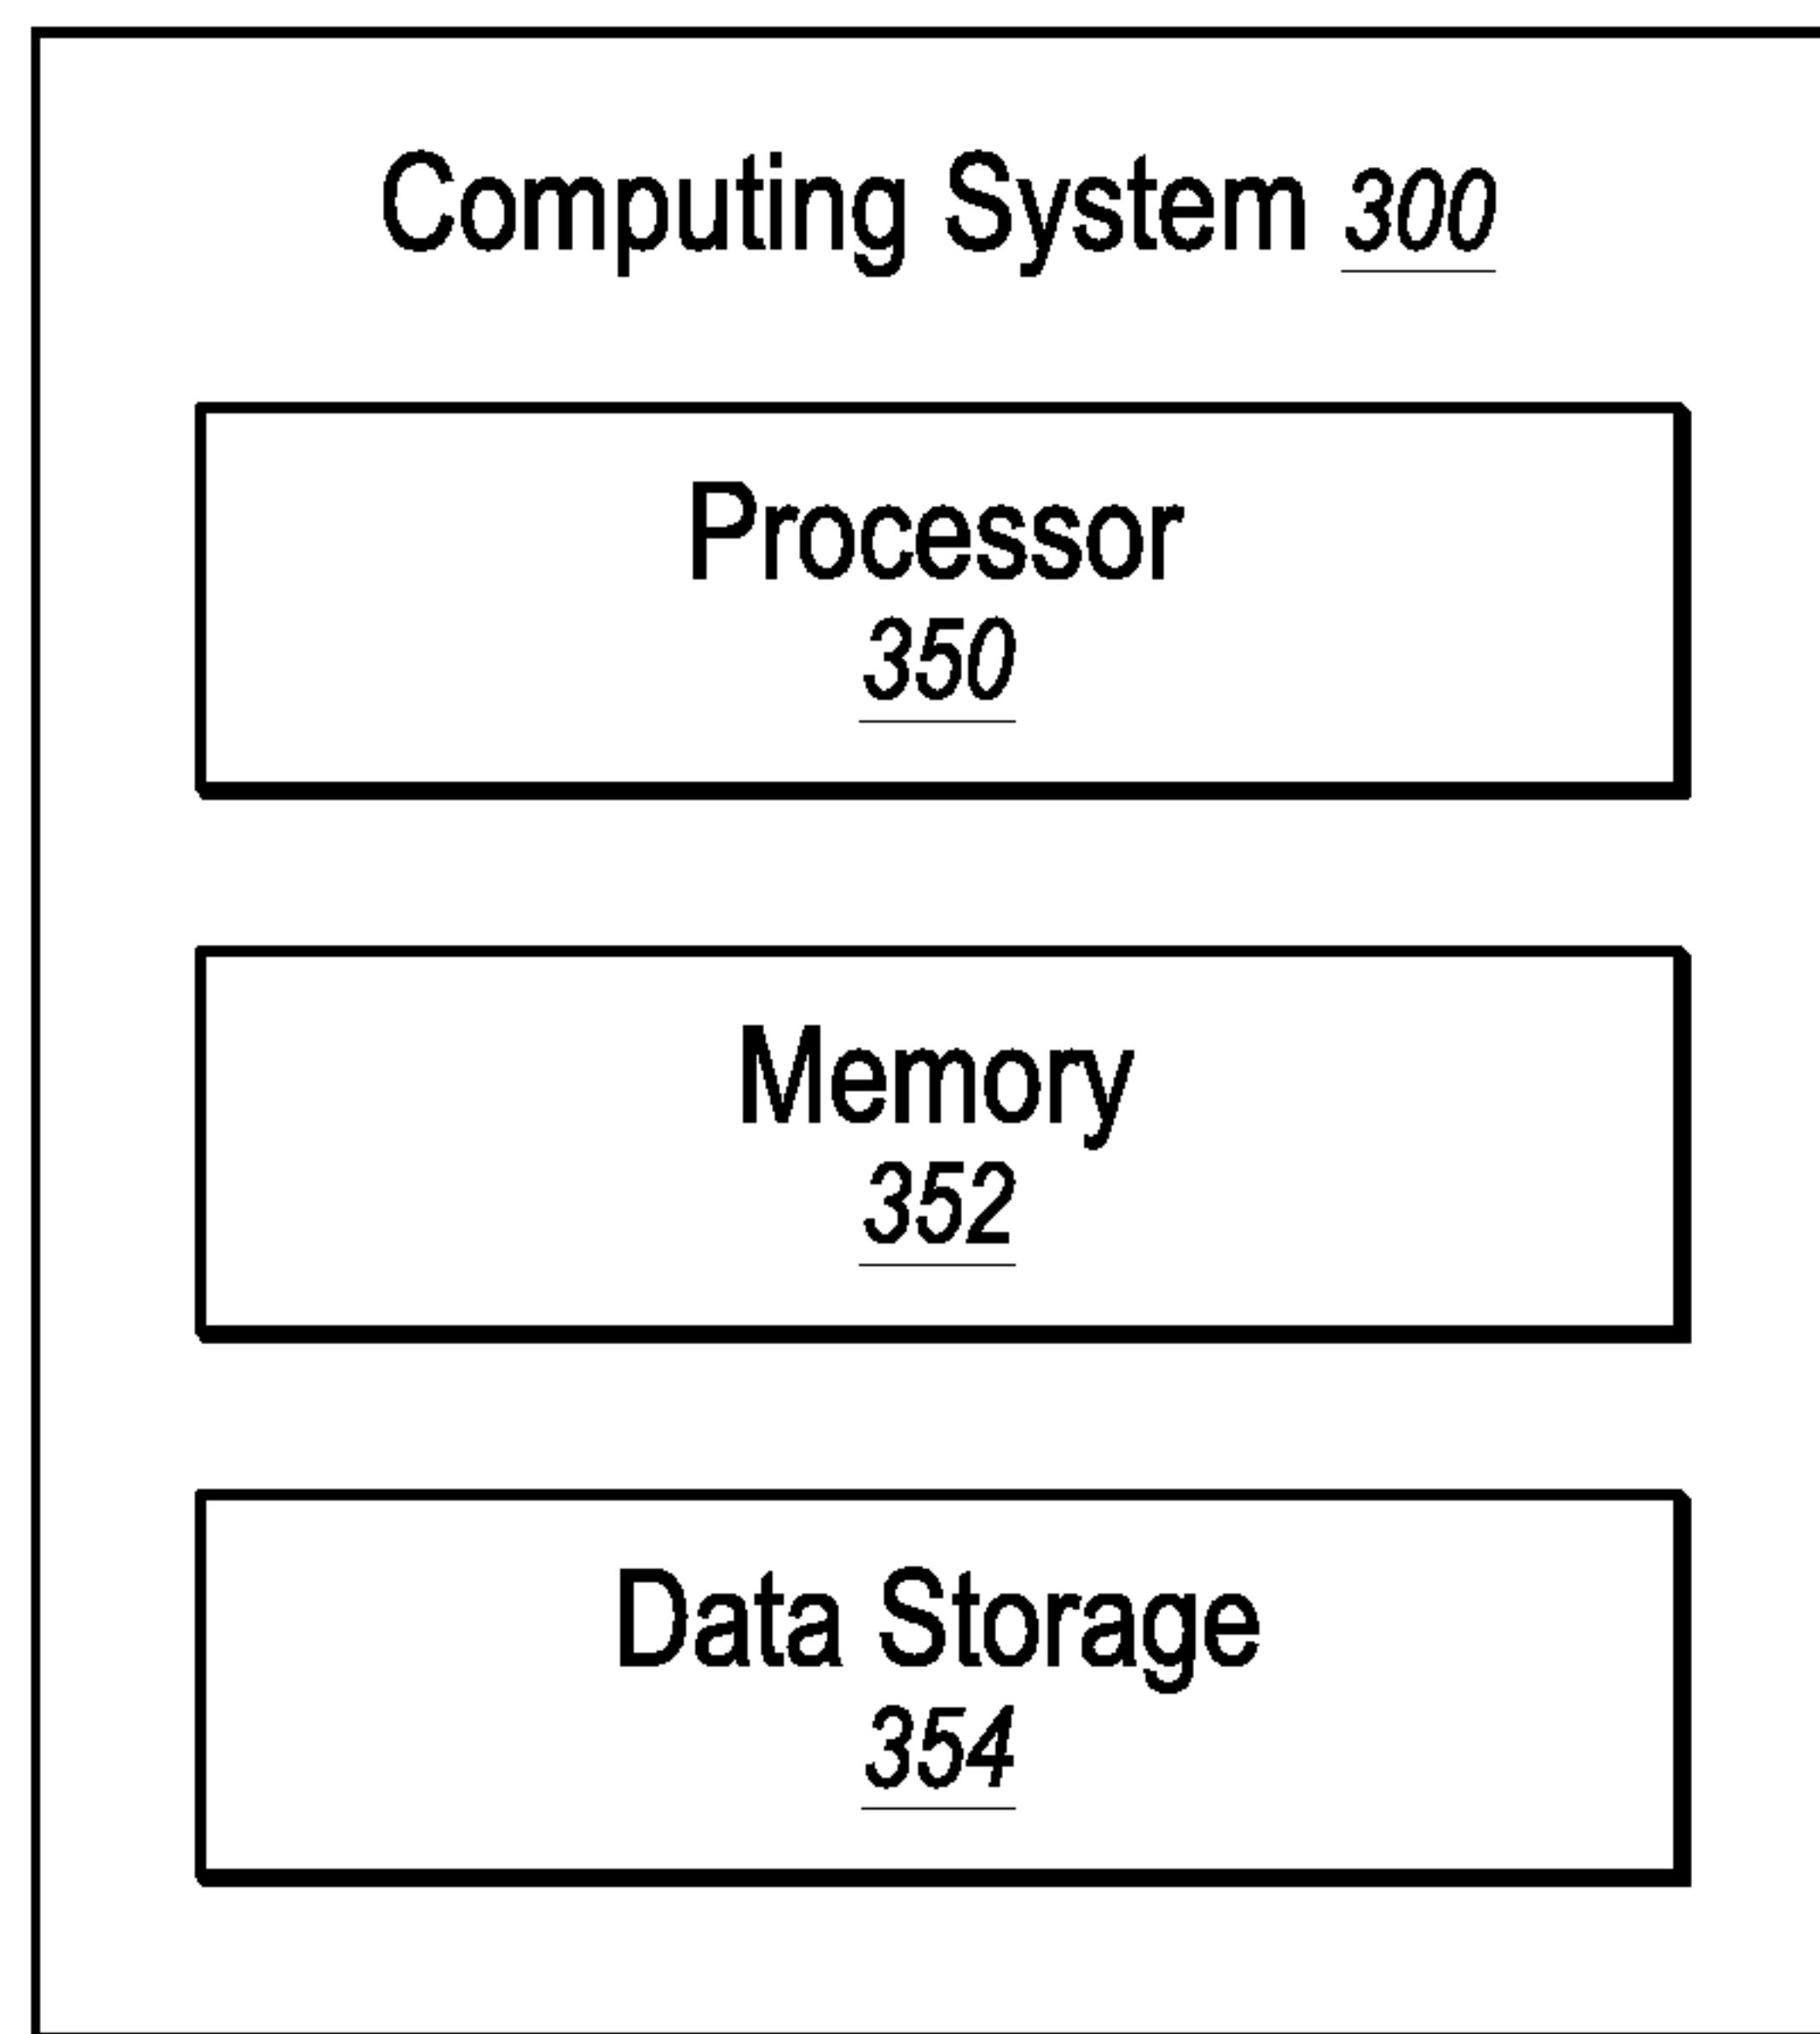 Computing System 300
Processor
350
Memory
352
Data Storage
354